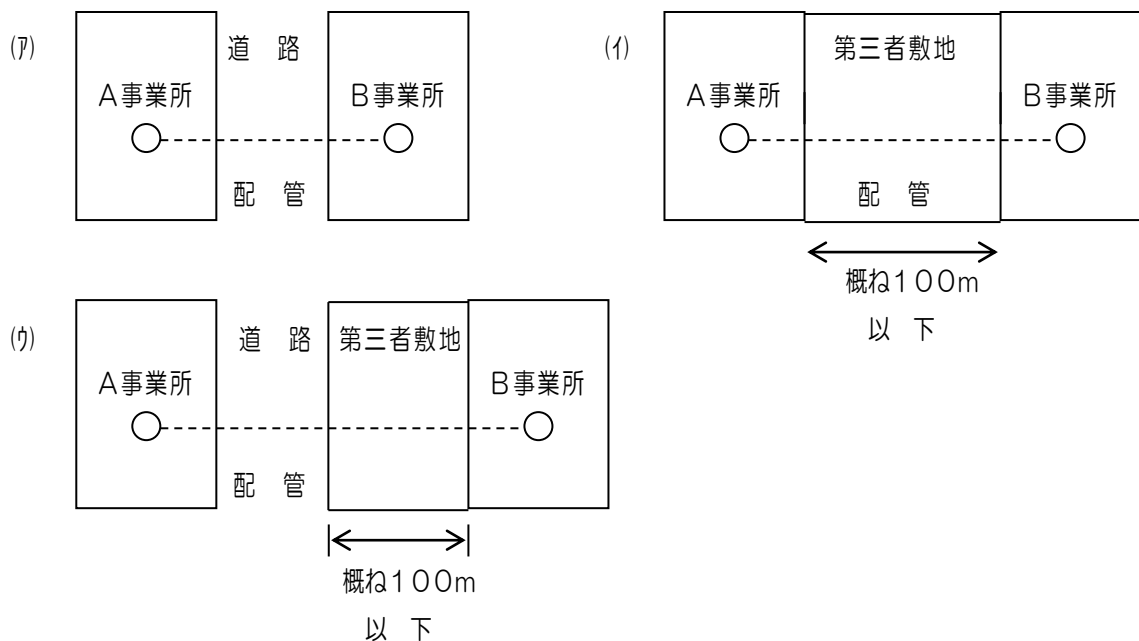 (ｱ)
道 路
A事業所
B事業所
配 管
(ｲ)
第三者敷地
A事業所
B事業所
配 管
概ね１００m
以 下
(ｳ)
道 路
第三者敷地
A事業所
B事業所
配 管
概ね１００m
以 下